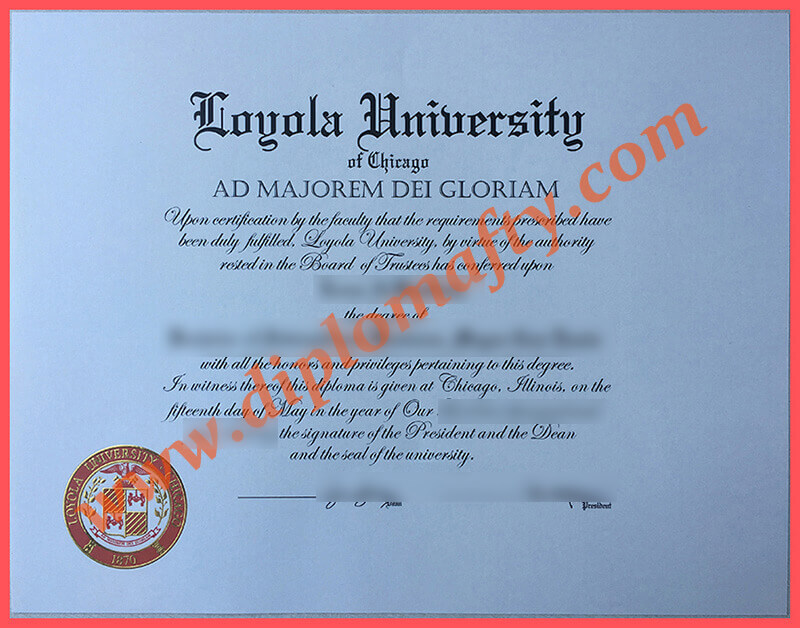 Loyola University
of Chicago
AD MAJOREM DEI GLORIAM
Upon certification by the faculty that the requirements prescribed have
been duly fulfilled, Loyola University, by virtue of the authority
rested in the Board of Trustees has conferred upon
the degree of
with all the honors and privileges pertaining to this degree.
In witness thereof this diploma is given at Chicago, Illinois, on the
fifteenth day of May in the year of Our
the signature of the President and the Dean
and the seal of the university.
President
LOYOLA UNIVERSITY · CHICAGO
1870
www.diplomafty.com